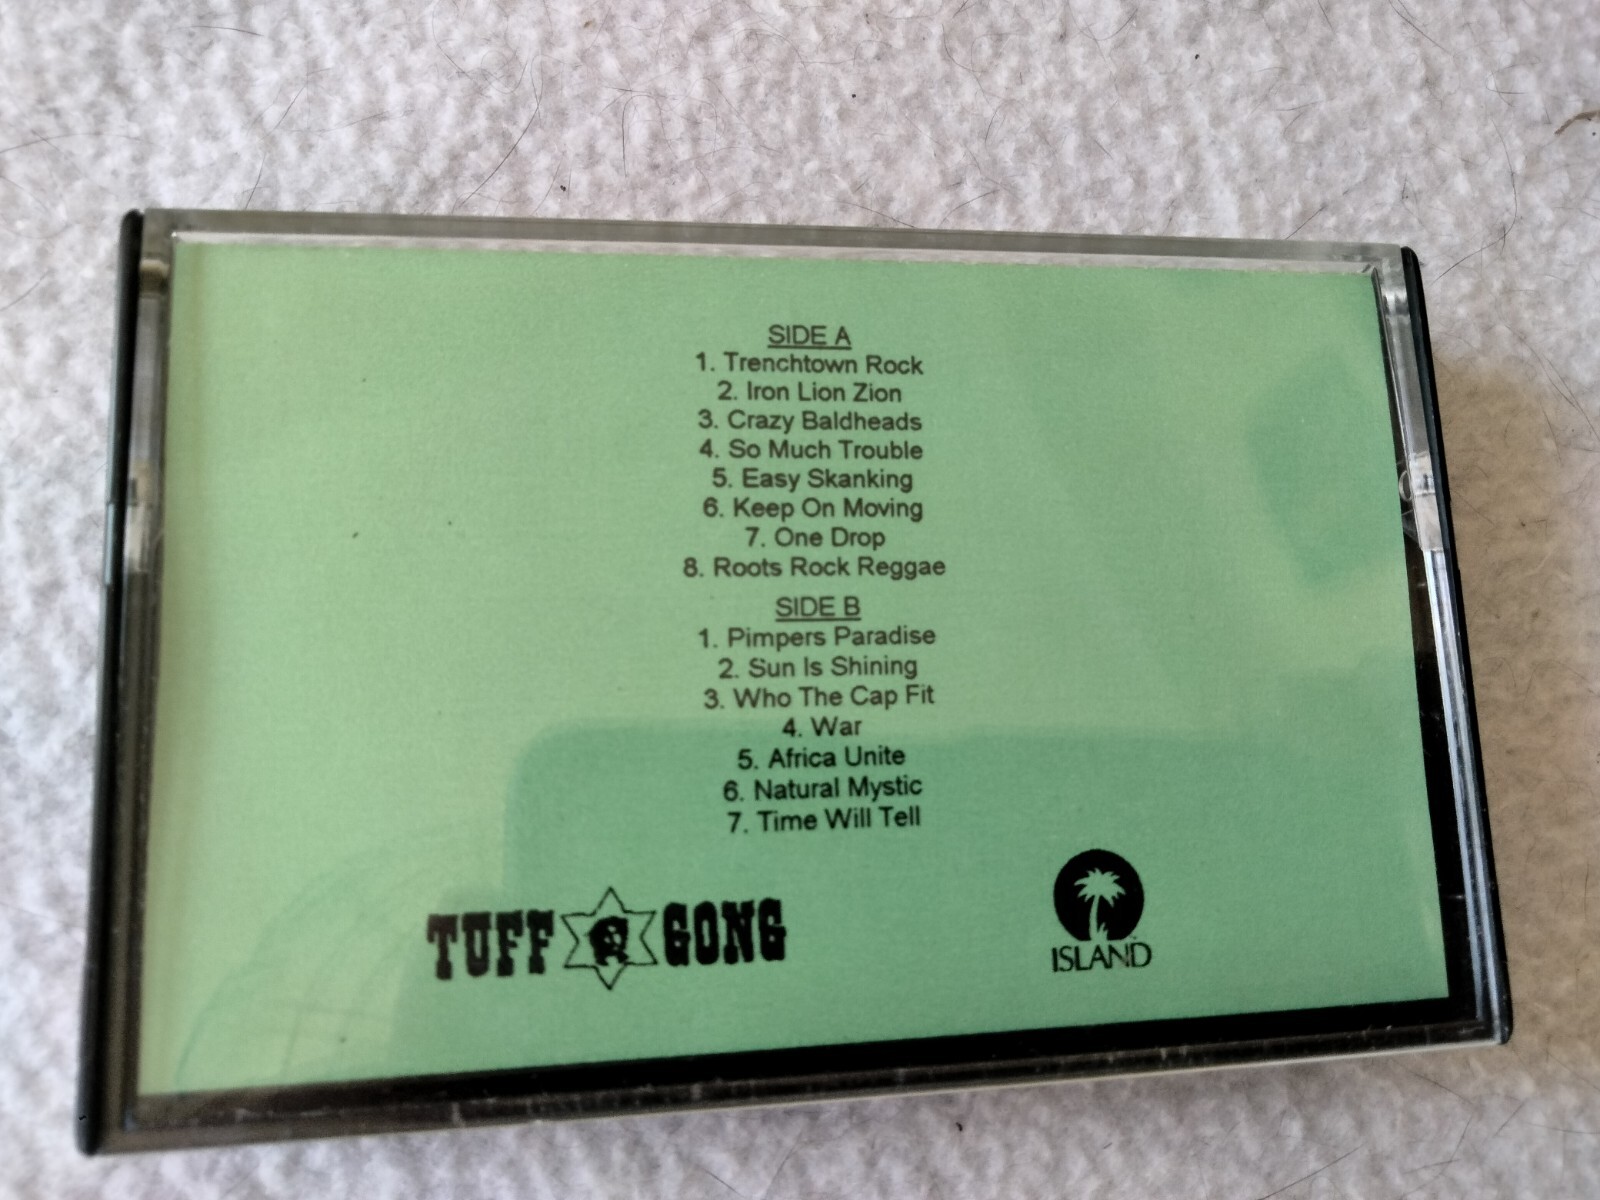 SIDE A
1. Trenchtown Rock
2. Iron Lion Zion
3. Crazy Baldheads
4. So Much Trouble
5. Easy Skanking
6. Keep On Moving
7. One Drop
8. Roots Rock Reggae
SIDE B
1. Pimpers Paradise
2. Sun Is Shining
3. Who The Cap Fit
4. War
5. Africa Unite
6. Natural Mystic
7. Time Will Tell
TUFF GONG
ISLAND